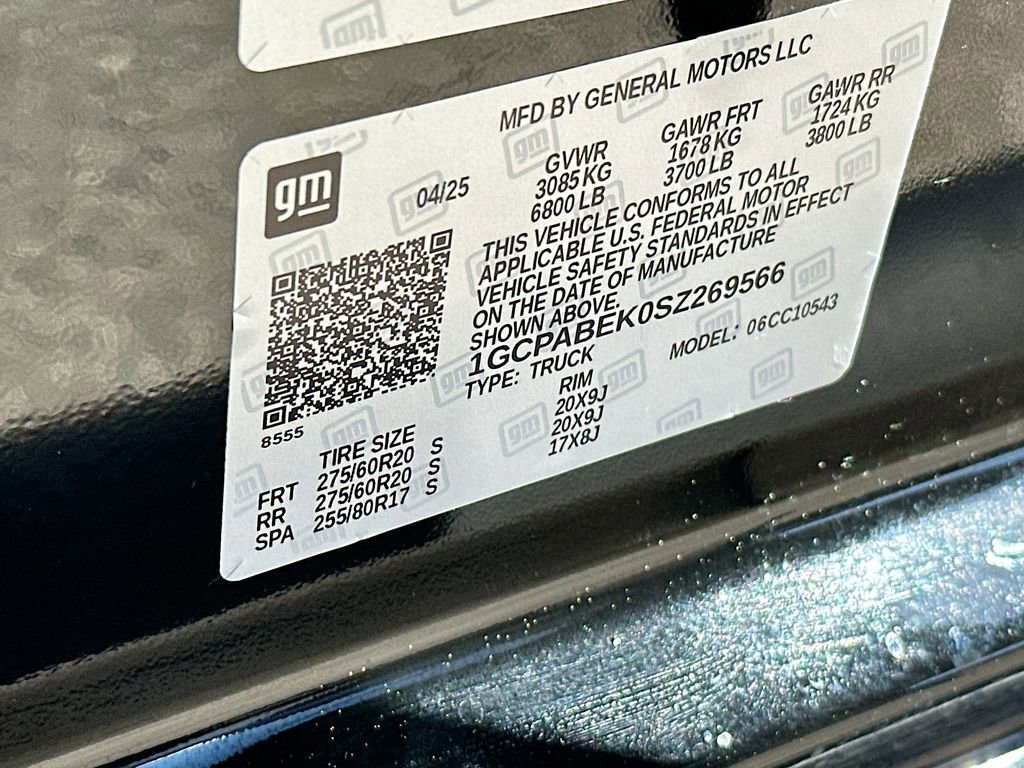 MFD BY GENERAL MOTORS LLC
gm
04/25
GVWR GAWR FRT GAWR RR
3085 KG 1678 KG 1724 KG
6800 LB 3700 LB 3800 LB
THIS VEHICLE CONFORMS TO ALL
APPLICABLE U.S. FEDERAL MOTOR
VEHICLE SAFETY STANDARDS IN EFFECT
ON THE DATE OF MANUFACTURE
SHOWN ABOVE.
1GCPABEK0SZ269566
TYPE: TRUCK MODEL: 06CC10543
8555
TIRE SIZE RIM
FRT 275/60R20 S 20X9J
RR 275/60R20 S 20X9J
SPA 255/80R17 S 17X8J